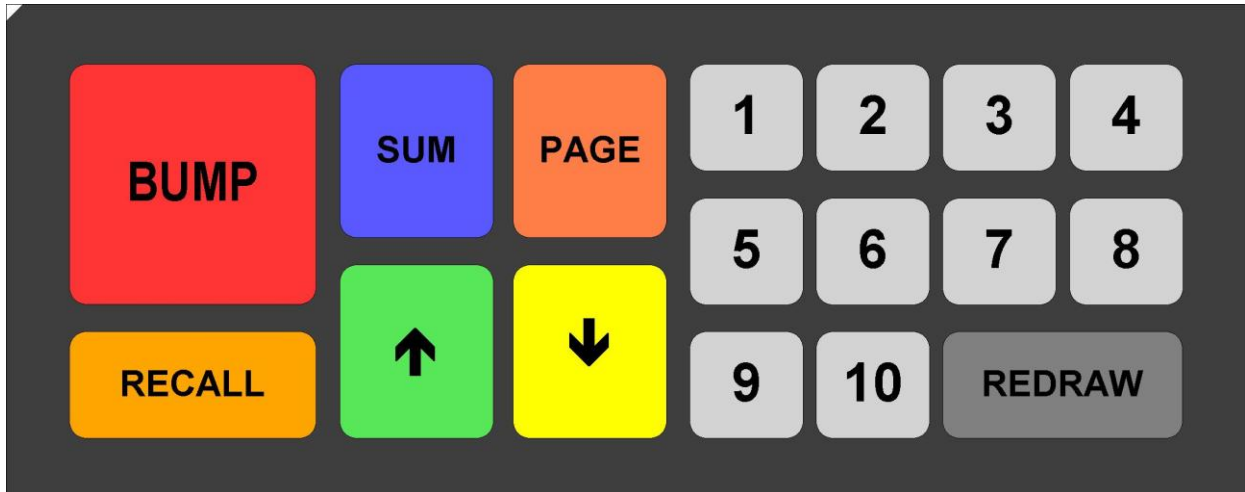 BUMP
SUM
PAGE
1 2 3 4
5 6 7 8
RECALL
↑
↓
9 10 REDRAW